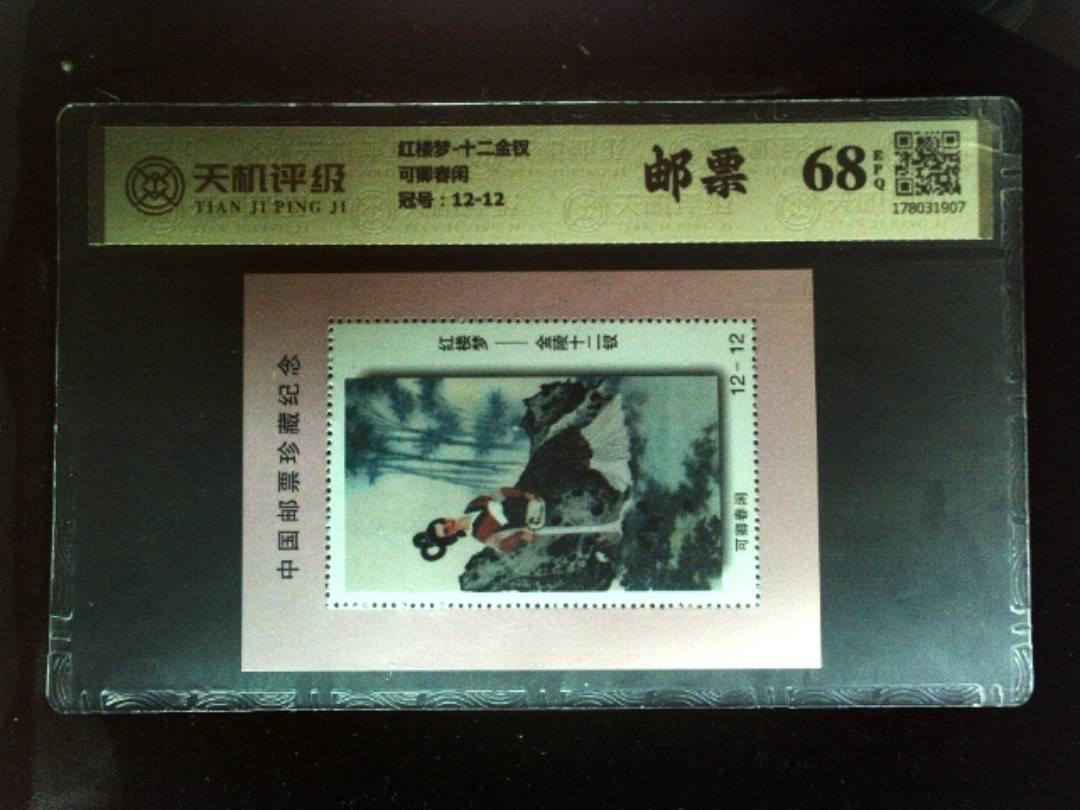 天机评级
TIAN JI PING JI
红楼梦-十二金钗
可卿春闲
冠号：12-12
邮票
68
EPQ
178031907
中国邮票珍藏纪念
红楼梦——金陵十二钗
12-12
可卿春闲